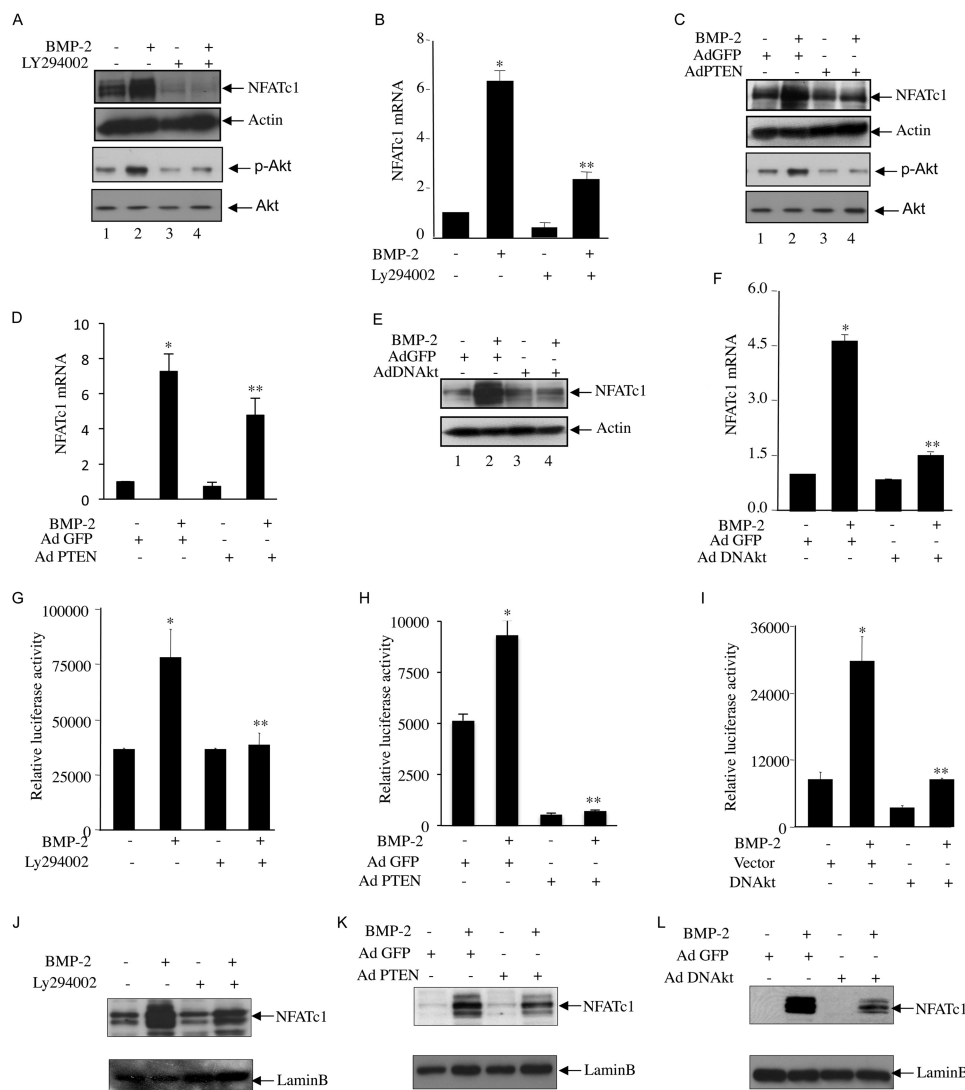 A
BMP-2 - + - +
LY294002 - - + +
NFATc1
Actin
p-Akt
Akt
1 2 3 4
B
8
6
4
2
0
NFATc1 mRNA
*
**
BMP-2 - + - +
Ly294002 - - + +
C
BMP-2 - + - +
AdGFP + + - -
AdPTEN - - + +
NFATc1
Actin
p-Akt
Akt
1 2 3 4
D
10
8
6
4
2
0
NFATc1 mRNA
*
**
BMP-2 - + - +
Ad GFP + + - -
Ad PTEN - - + +
E
BMP-2 - + - +
AdGFP + + - -
AdDNAkt - - + +
NFATc1
Actin
1 2 3 4
F
6.0
4.5
3.0
1.5
0.0
NFATc1 mRNA
*
**
BMP-2 - + - +
Ad GFP + + - -
Ad DNAkt - - + +
G
100000
75000
50000
25000
0
Relative luciferase activity
*
**
BMP-2 - + - +
Ly294002 - - + +
H
10000
7500
5000
2500
0
Relative luciferase activity
*
**
BMP-2 - + - +
Ad GFP + + - -
Ad PTEN - - + +
I
36000
24000
12000
0
Relative luciferase activity
*
**
BMP-2 - + - +
Vector + + - -
DNAkt - - + +
J
BMP-2 - + - +
Ly294002 - - + +
NFATc1
LaminB
K
BMP-2 - + - +
Ad GFP + + - -
Ad PTEN - - + +
NFATc1
LaminB
L
BMP-2 - + - +
Ad GFP + + - -
Ad DNAkt - - + +
NFATc1
LaminB